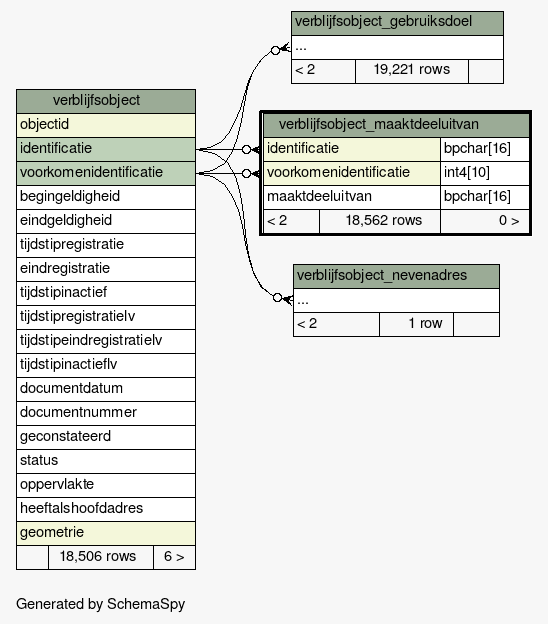 verblijfsobject_gebruiksdoel
...
< 2 19,221 rows
verblijfsobject
objectid
identificatie
voorkomenidentificatie
begingeldigheid
eindgeldigheid
tijdstipregistratie
eindregistratie
tijdstipinactief
tijdstipregistratielv
tijdstipeindregistratielv
tijdstipinactieflv
documentdatum
documentnummer
geconstateerd
status
oppervlakte
heeftalshoofdadres
geometrie
18,506 rows 6 >
verblijfsobject_maaktdeeluitvan
identificatie bpchar[16]
voorkomenidentificatie int4[10]
maaktdeeluitvan bpchar[16]
< 2 18,562 rows 0 >
verblijfsobject_nevenadres
...
< 2 1 row
Generated by SchemaSpy